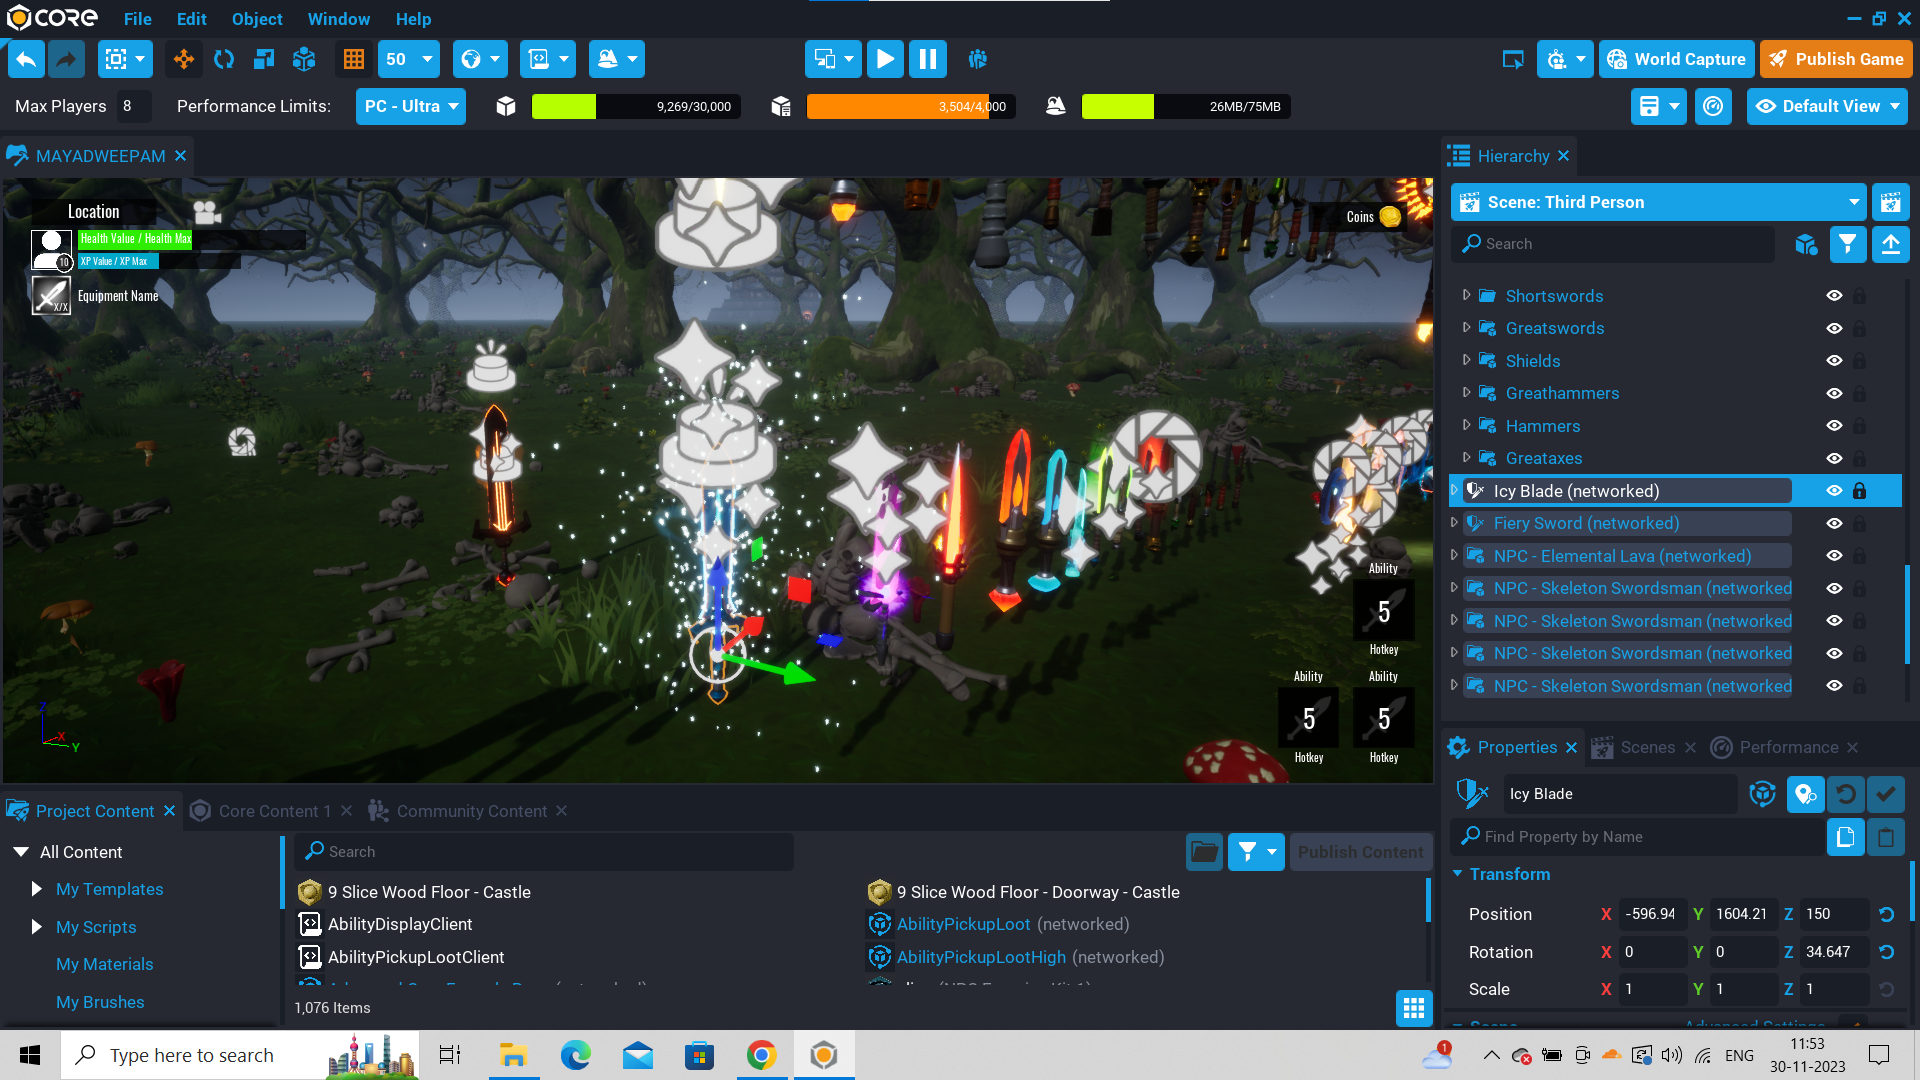 CORE File Edit Object Window Help
50 World Capture Publish Game
Max Players 8 Performance Limits: PC - Ultra 9,269/30,000 3,504/4,000 26MB/75MB Default View
MAYADWEEPAM
Location
Health Value / Health Max
10
XP Value / XP Max
X/X
Equipment Name
Coins
Ability
5
Hotkey
Ability Ability
5 5
Hotkey Hotkey
Z
X
Y
Hierarchy
Scene: Third Person
Search
Shortswords
Greatswords
Shields
Greathammers
Hammers
Greataxes
Icy Blade (networked)
Fiery Sword (networked)
NPC - Elemental Lava (networked)
NPC - Skeleton Swordsman (networked
NPC - Skeleton Swordsman (networked
NPC - Skeleton Swordsman (networked
NPC - Skeleton Swordsman (networked
Properties Scenes Performance
Icy Blade
Find Property by Name
Transform
Position X -596.94 Y 1604.21 Z 150
Rotation X 0 Y 0 Z 34.647
Scale X 1 Y 1 Z 1
Project Content Core Content 1 Community Content
All Content
My Templates
My Scripts
My Materials
My Brushes
Search
Publish Content
9 Slice Wood Floor - Castle
9 Slice Wood Floor - Doorway - Castle
AbilityDisplayClient
AbilityPickupLoot (networked)
AbilityPickupLootClient
AbilityPickupLootHigh (networked)
1,076 Items
Type here to search
1
ENG
11:53
30-11-2023